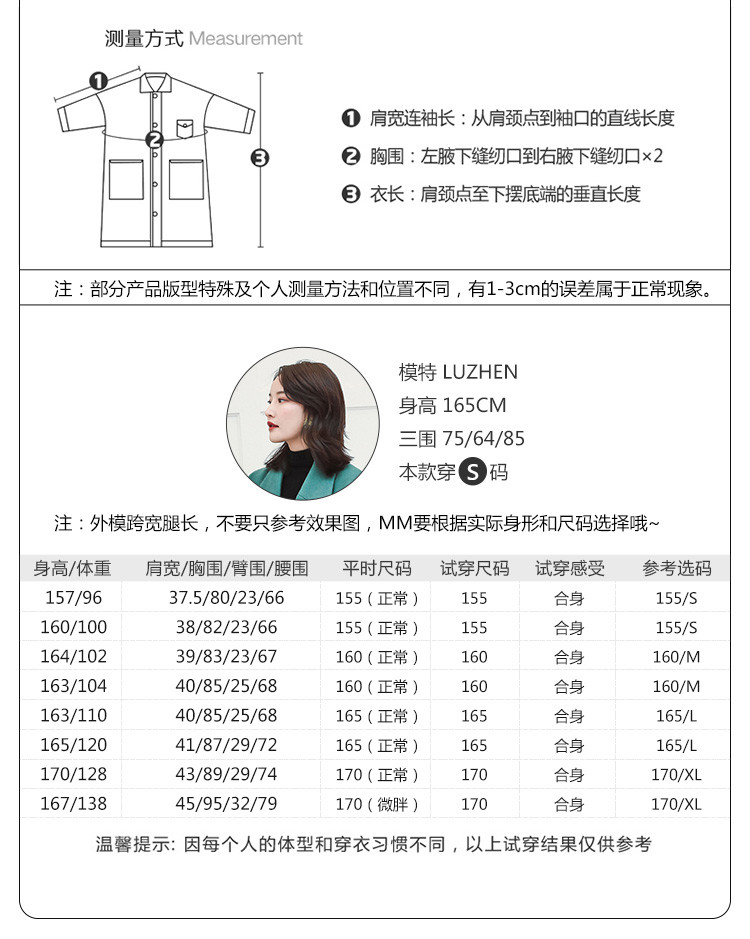 测量方式 Measurement
1
2
3
1 肩宽连袖长：从肩颈点到袖口的直线长度
2 胸围：左腋下缝纫口到右腋下缝纫口×2
3 衣长：肩颈点至下摆底端的垂直长度
注：部分产品版型特殊及个人测量方法和位置不同，有1-3cm的误差属于正常现象。
模特 LUZHEN
身高 165CM
三围 75/64/85
本款穿 S 码
注：外模跨宽腿长，不要只参考效果图，MM要根据实际身形和尺码选择哦~
身高/体重 肩宽/胸围/臂围/腰围 平时尺码 试穿尺码 试穿感受 参考选码
157/96 37.5/80/23/66 155（正常） 155 合身 155/S
160/100 38/82/23/66 155（正常） 155 合身 155/S
164/102 39/83/23/67 160（正常） 160 合身 160/M
163/104 40/85/25/68 160（正常） 160 合身 160/M
163/110 40/85/25/68 165（正常） 165 合身 165/L
165/120 41/87/29/72 165（正常） 165 合身 165/L
170/128 43/89/29/74 170（正常） 170 合身 170/XL
167/138 45/95/32/79 170（微胖） 170 合身 170/XL
温馨提示: 因每个人的体型和穿衣习惯不同，以上试穿结果仅供参考